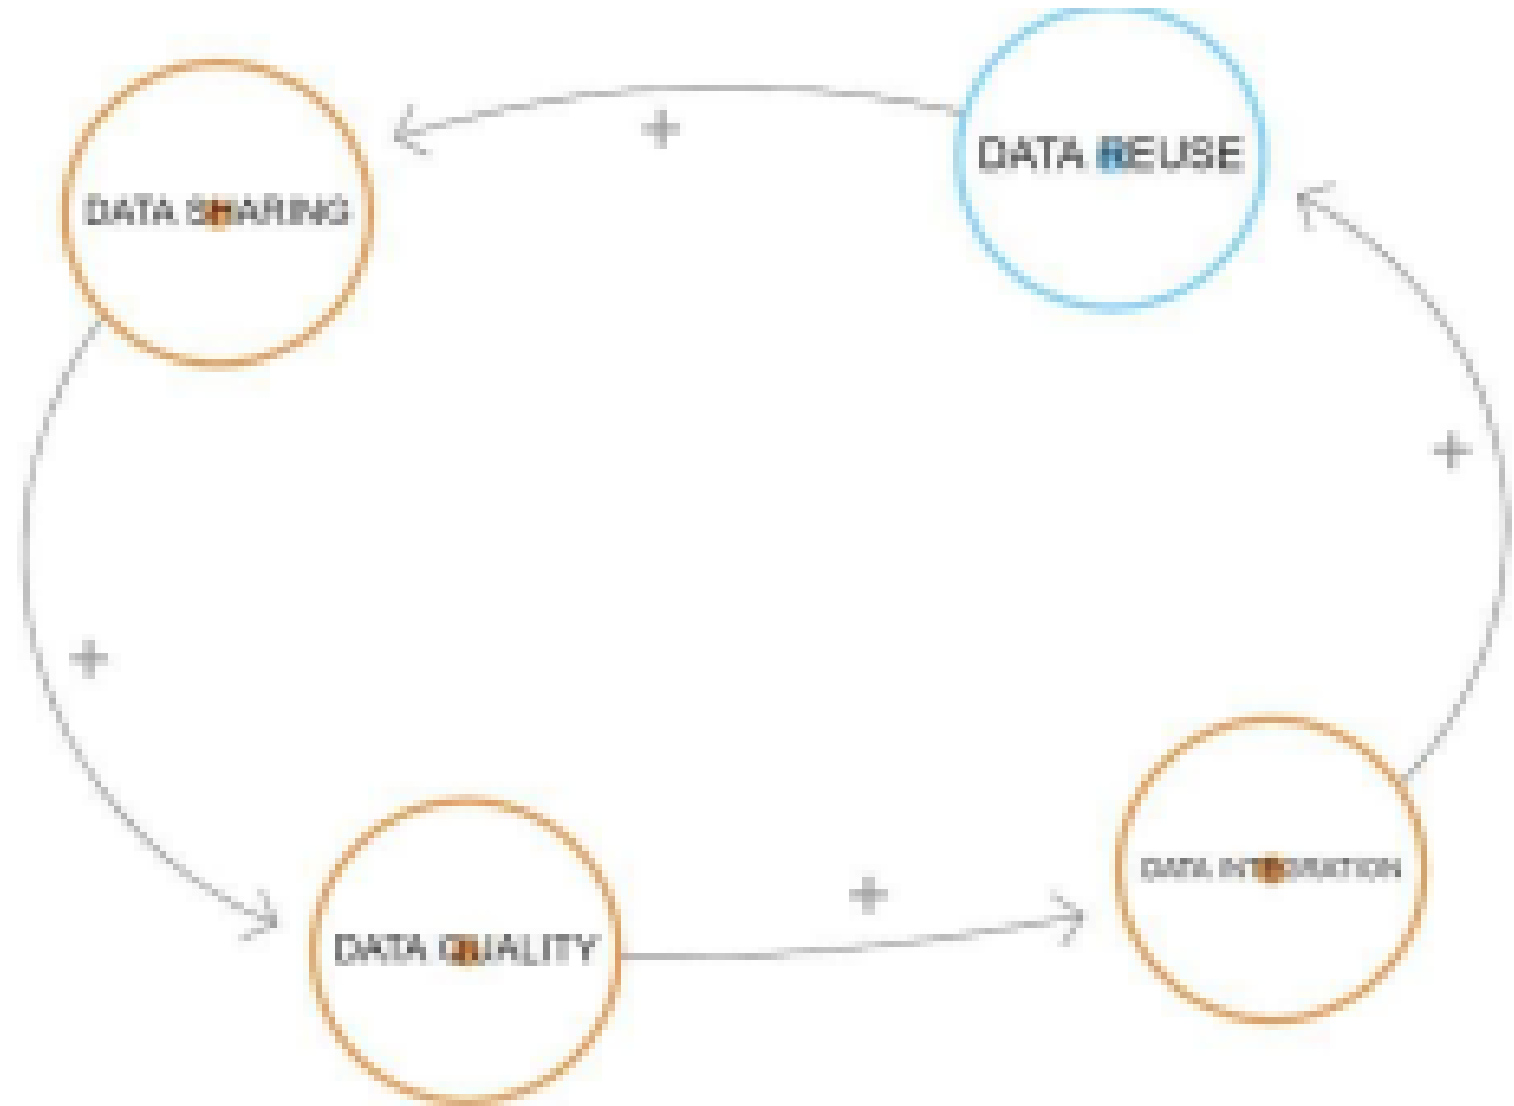 DATA REUSE
+
DATA SHARING
+
+
DATA QUALITY
+
DATA INTEGRATION